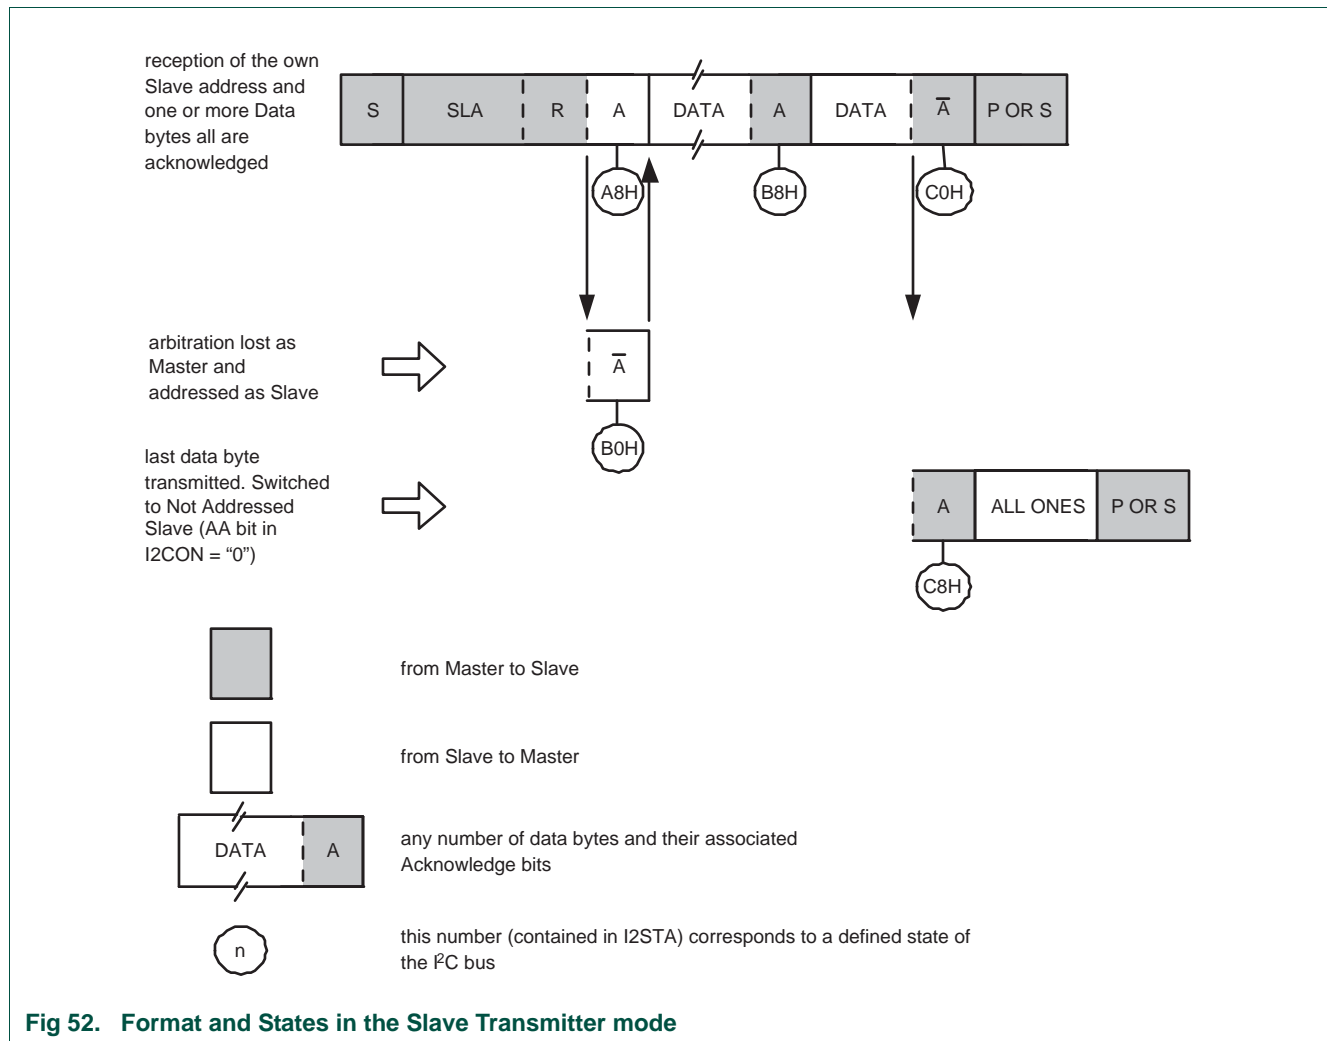 reception of the own
Slave address and
one or more Data
bytes all are
acknowledged
S SLA R A DATA A DATA A̅ P OR S
A8H B8H C0H
arbitration lost as
Master and
addressed as Slave
A̅
B0H
last data byte
transmitted. Switched
to Not Addressed
Slave (AA bit in
I2CON = “0”)
A ALL ONES P OR S
C8H
from Master to Slave
from Slave to Master
DATA A
any number of data bytes and their associated
Acknowledge bits
n
this number (contained in I2STA) corresponds to a defined state of
the I²C bus
Fig 52. Format and States in the Slave Transmitter mode